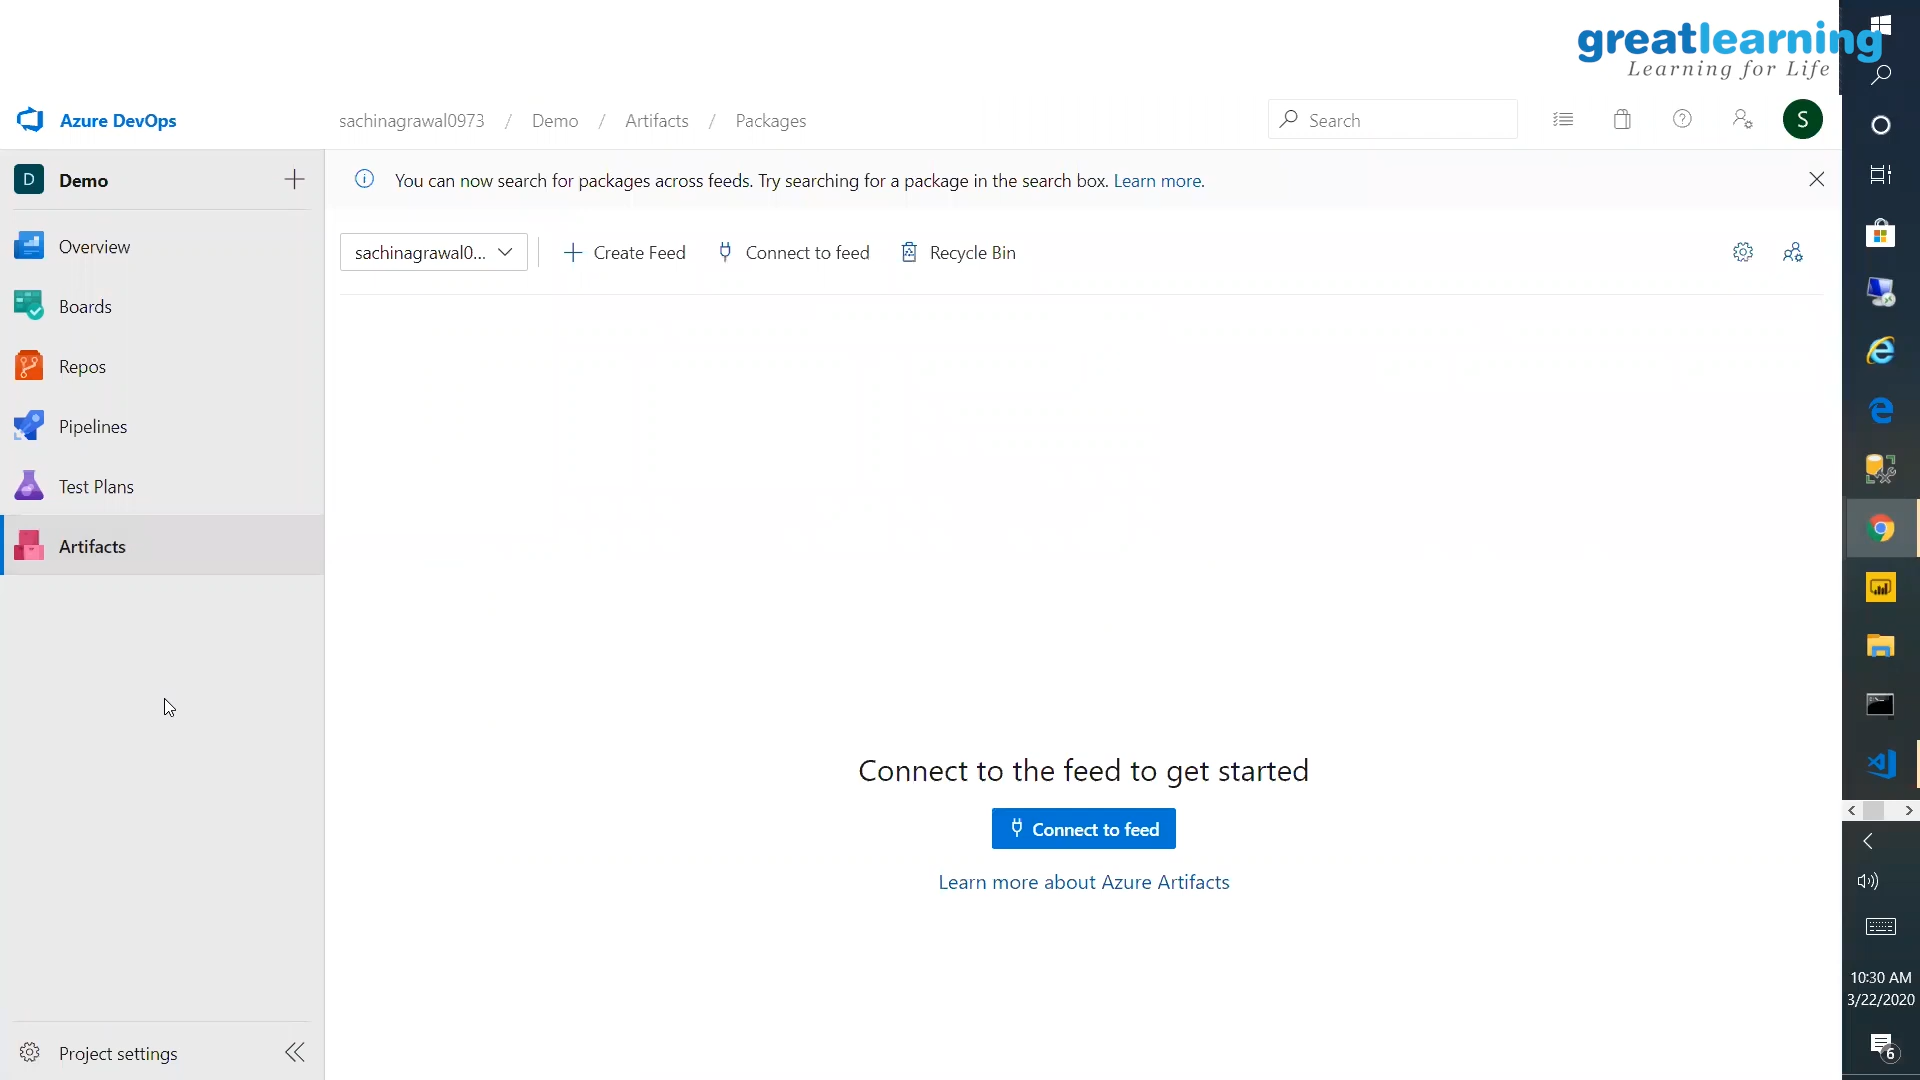 greatlearning
Learning for Life
Azure DevOps
sachinagrawal0973 / Demo / Artifacts / Packages
Search
S
D Demo
You can now search for packages across feeds. Try searching for a package in the search box. Learn more.
Overview
sachinagrawal0... Create Feed Connect to feed Recycle Bin
Boards
Repos
Pipelines
Test Plans
Artifacts
Connect to the feed to get started
Connect to feed
Learn more about Azure Artifacts
Project settings
10:30 AM
3/22/2020
6